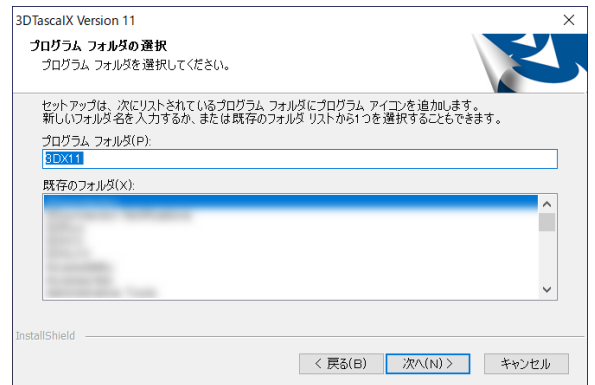 3DTascalX Version 11
プログラム フォルダの選択
プログラム フォルダを選択してください。
セットアップは、次にリストされているプログラム フォルダにプログラム アイコンを追加します。
新しいフォルダ名を入力するか、または既存のフォルダ リストから1つを選択することもできます。
プログラム フォルダ(P):
3DX11
既存のフォルダ(X):
InstallShield
< 戻る(B)
次へ(N) >
キャンセル